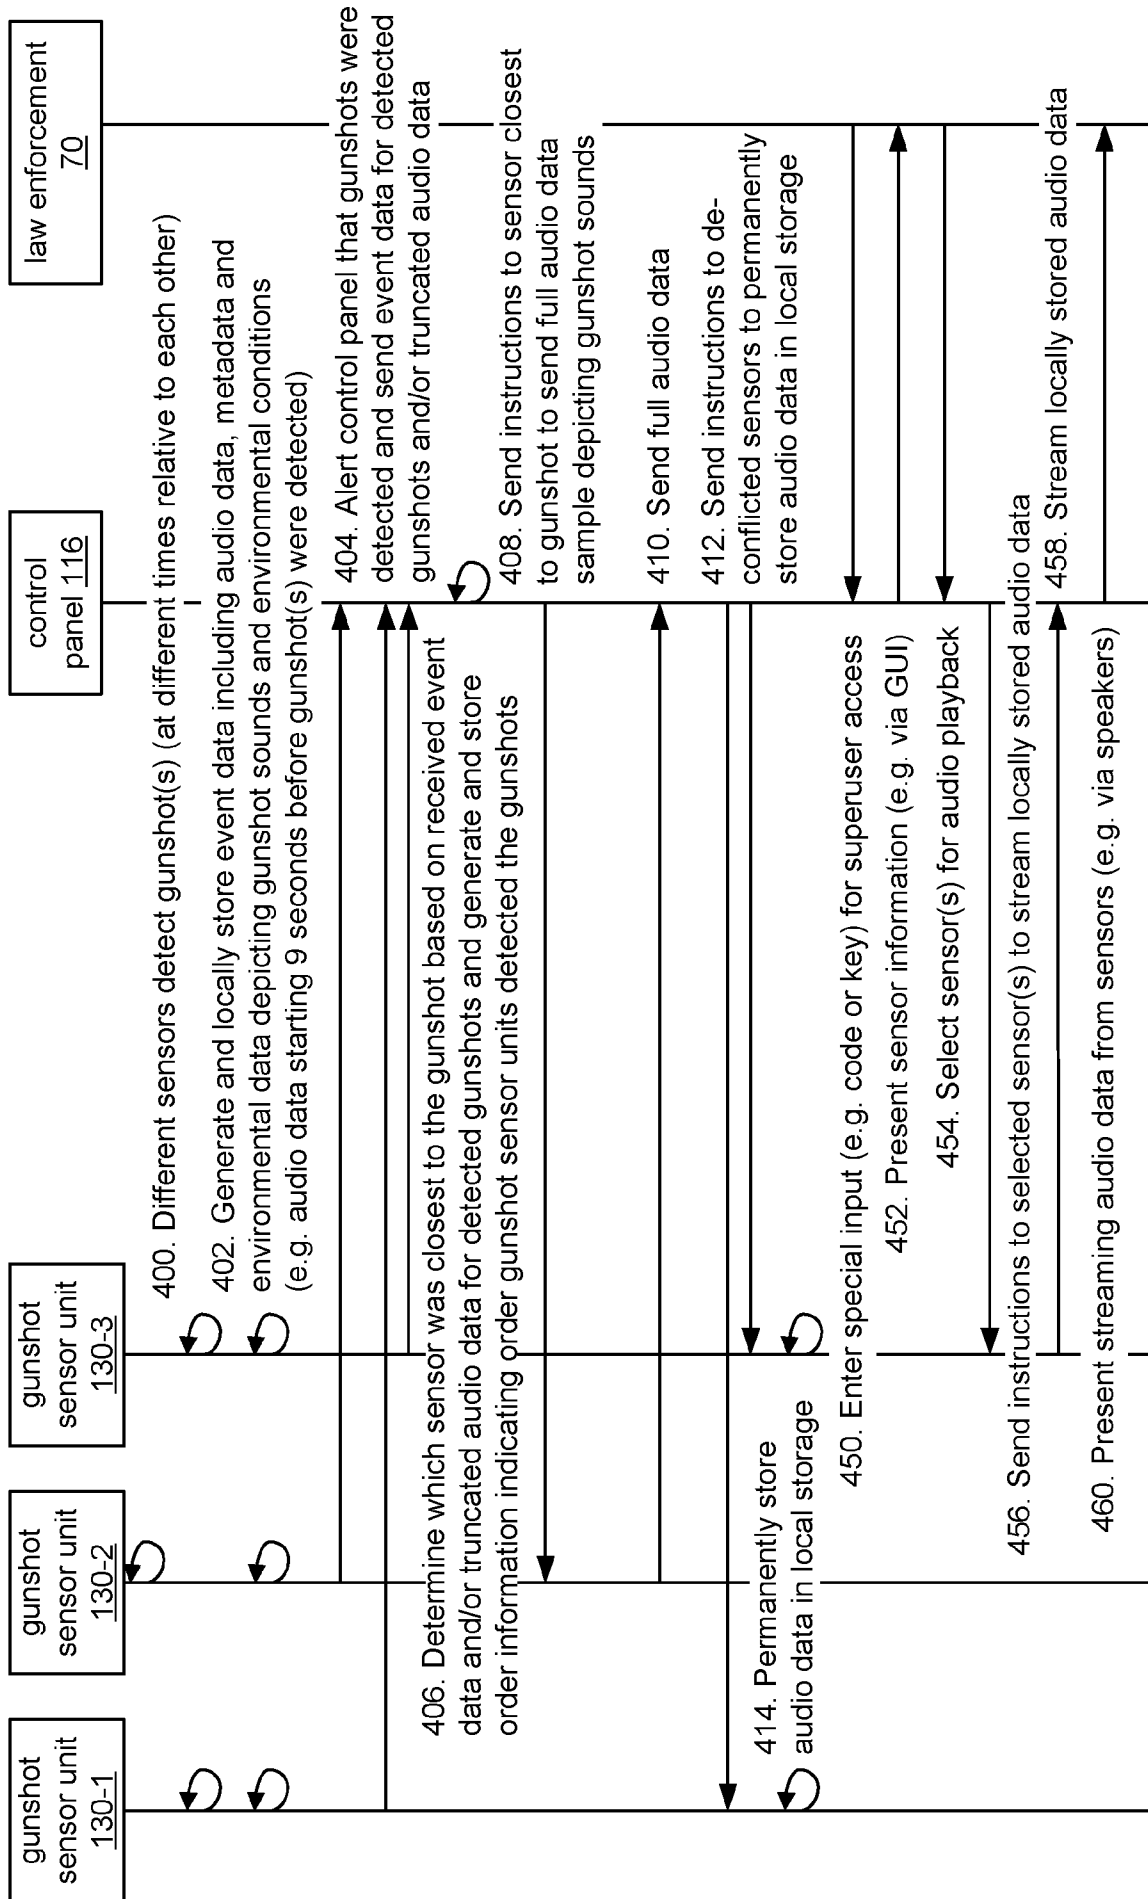 gunshot
sensor unit
130-1
gunshot
sensor unit
130-2
gunshot
sensor unit
130-3
control
panel 116
law enforcement
70
400. Different sensors detect gunshot(s) (at different times relative to each other)
402. Generate and locally store event data including audio data, metadata and
environmental data depicting gunshot sounds and environmental conditions
(e.g. audio data starting 9 seconds before gunshot(s) were detected)
404. Alert control panel that gunshots were
detected and send event data for detected
gunshots and/or truncated audio data
406. Determine which sensor was closest to the gunshot based on received event
data and/or truncated audio data for detected gunshots and generate and store
order information indicating order gunshot sensor units detected the gunshots
408. Send instructions to sensor closest
to gunshot to send full audio data
sample depicting gunshot sounds
410. Send full audio data
412. Send instructions to de-
conflicted sensors to permanently
store audio data in local storage
414. Permanently store
audio data in local storage
450. Enter special input (e.g. code or key) for superuser access
452. Present sensor information (e.g. via GUI)
454. Select sensor(s) for audio playback
456. Send instructions to selected sensor(s) to stream locally stored audio data
458. Stream locally stored audio data
460. Present streaming audio data from sensors (e.g. via speakers)